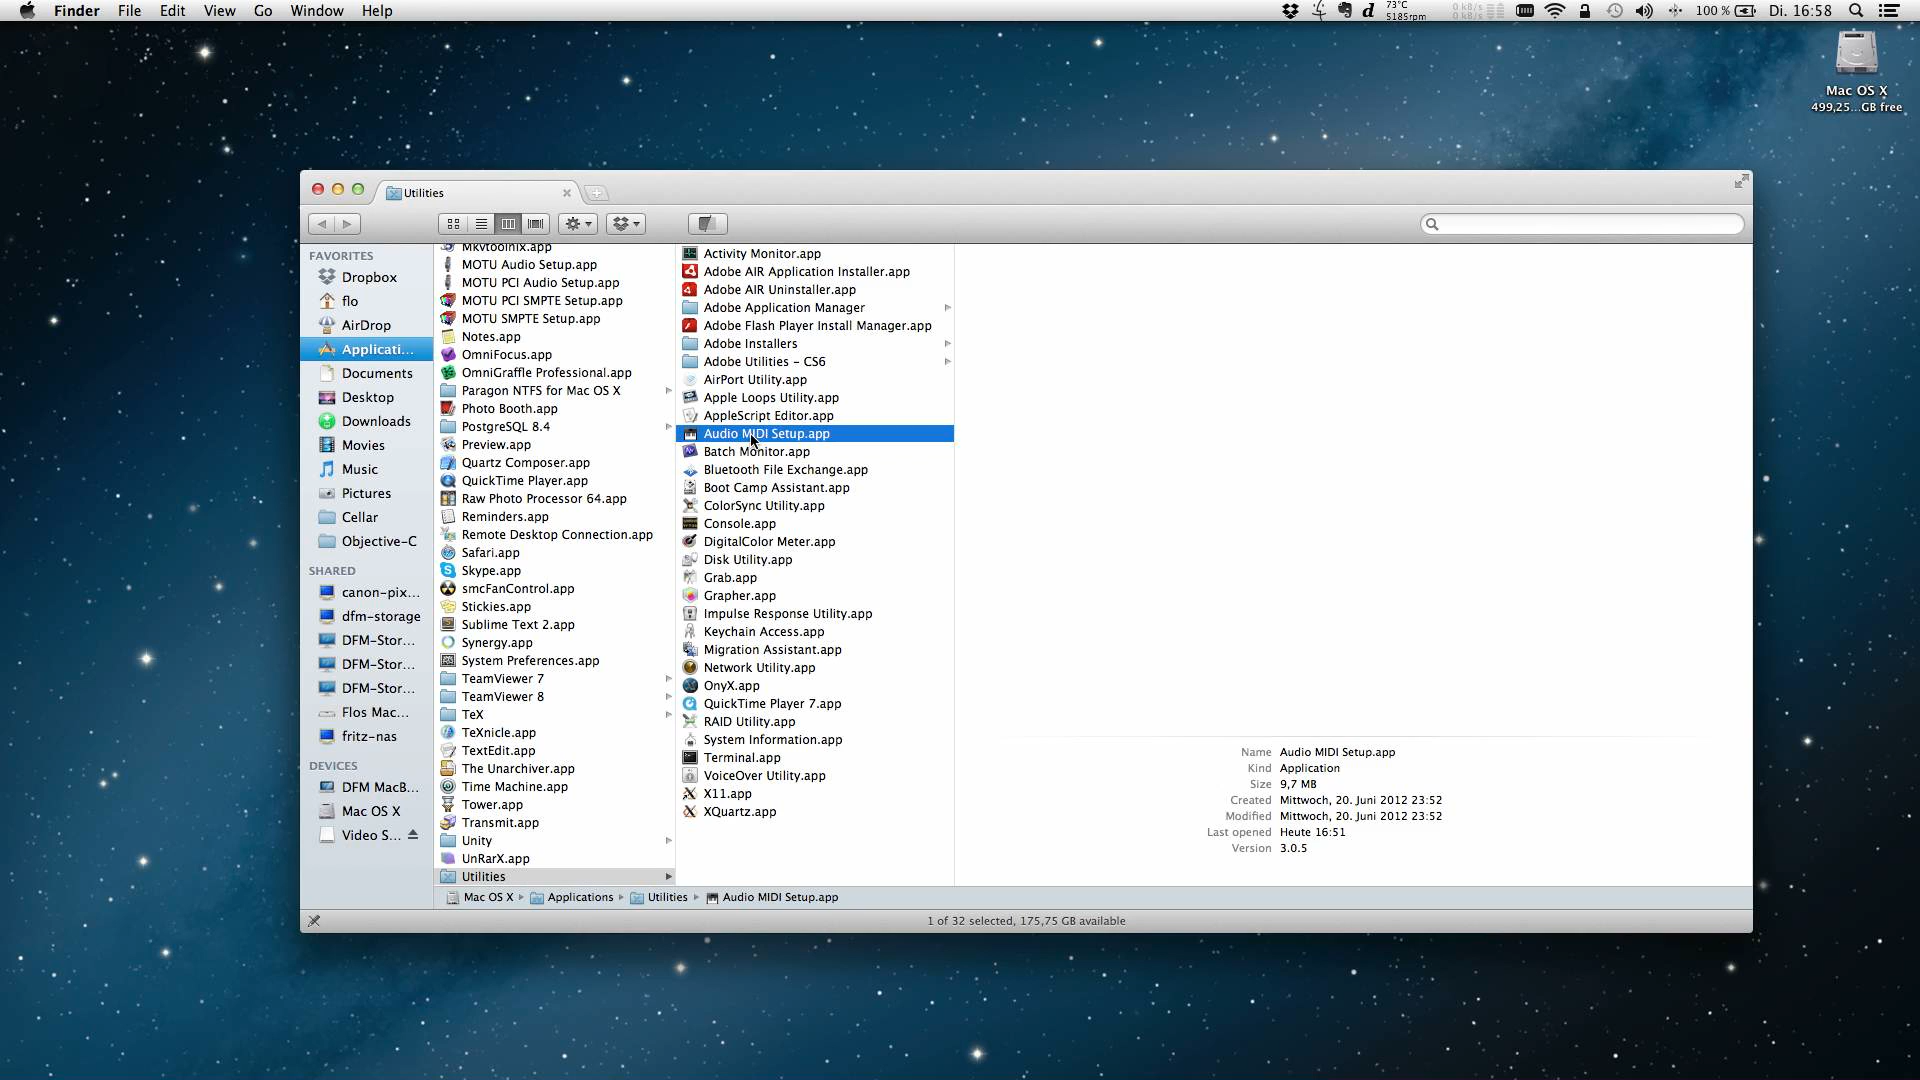 Finder File Edit View Go Window Help
73°C
5185rpm
0 kB/s
0 kB/s
100 %
Di. 16:58
Mac OS X
499,25...GB free
Utilities
FAVORITES
Dropbox
flo
AirDrop
Applicati...
Documents
Desktop
Downloads
Movies
Music
Pictures
Cellar
Objective-C
SHARED
canon-pix...
dfm-storage
DFM-Stor...
DFM-Stor...
DFM-Stor...
Flos Mac...
fritz-nas
DEVICES
DFM MacB...
Mac OS X
Video S...
Mkvtoolnix.app
MOTU Audio Setup.app
MOTU PCI Audio Setup.app
MOTU PCI SMPTE Setup.app
MOTU SMPTE Setup.app
Notes.app
OmniFocus.app
OmniGraffle Professional.app
Paragon NTFS for Mac OS X
Photo Booth.app
PostgreSQL 8.4
Preview.app
Quartz Composer.app
QuickTime Player.app
Raw Photo Processor 64.app
Reminders.app
Remote Desktop Connection.app
Safari.app
Skype.app
smcFanControl.app
Stickies.app
Sublime Text 2.app
Synergy.app
System Preferences.app
TeamViewer 7
TeamViewer 8
TeX
TeXnicle.app
TextEdit.app
The Unarchiver.app
Time Machine.app
Tower.app
Transmit.app
Unity
UnRarX.app
Utilities
Activity Monitor.app
Adobe AIR Application Installer.app
Adobe AIR Uninstaller.app
Adobe Application Manager
Adobe Flash Player Install Manager.app
Adobe Installers
Adobe Utilities – CS6
AirPort Utility.app
Apple Loops Utility.app
AppleScript Editor.app
Audio MIDI Setup.app
Batch Monitor.app
Bluetooth File Exchange.app
Boot Camp Assistant.app
ColorSync Utility.app
Console.app
DigitalColor Meter.app
Disk Utility.app
Grab.app
Grapher.app
Impulse Response Utility.app
Keychain Access.app
Migration Assistant.app
Network Utility.app
OnyX.app
QuickTime Player 7.app
RAID Utility.app
System Information.app
Terminal.app
VoiceOver Utility.app
X11.app
XQuartz.app
Name Audio MIDI Setup.app
Kind Application
Size 9,7 MB
Created Mittwoch, 20. Juni 2012 23:52
Modified Mittwoch, 20. Juni 2012 23:52
Last opened Heute 16:51
Version 3.0.5
Mac OS X Applications Utilities Audio MIDI Setup.app
1 of 32 selected, 175,75 GB available